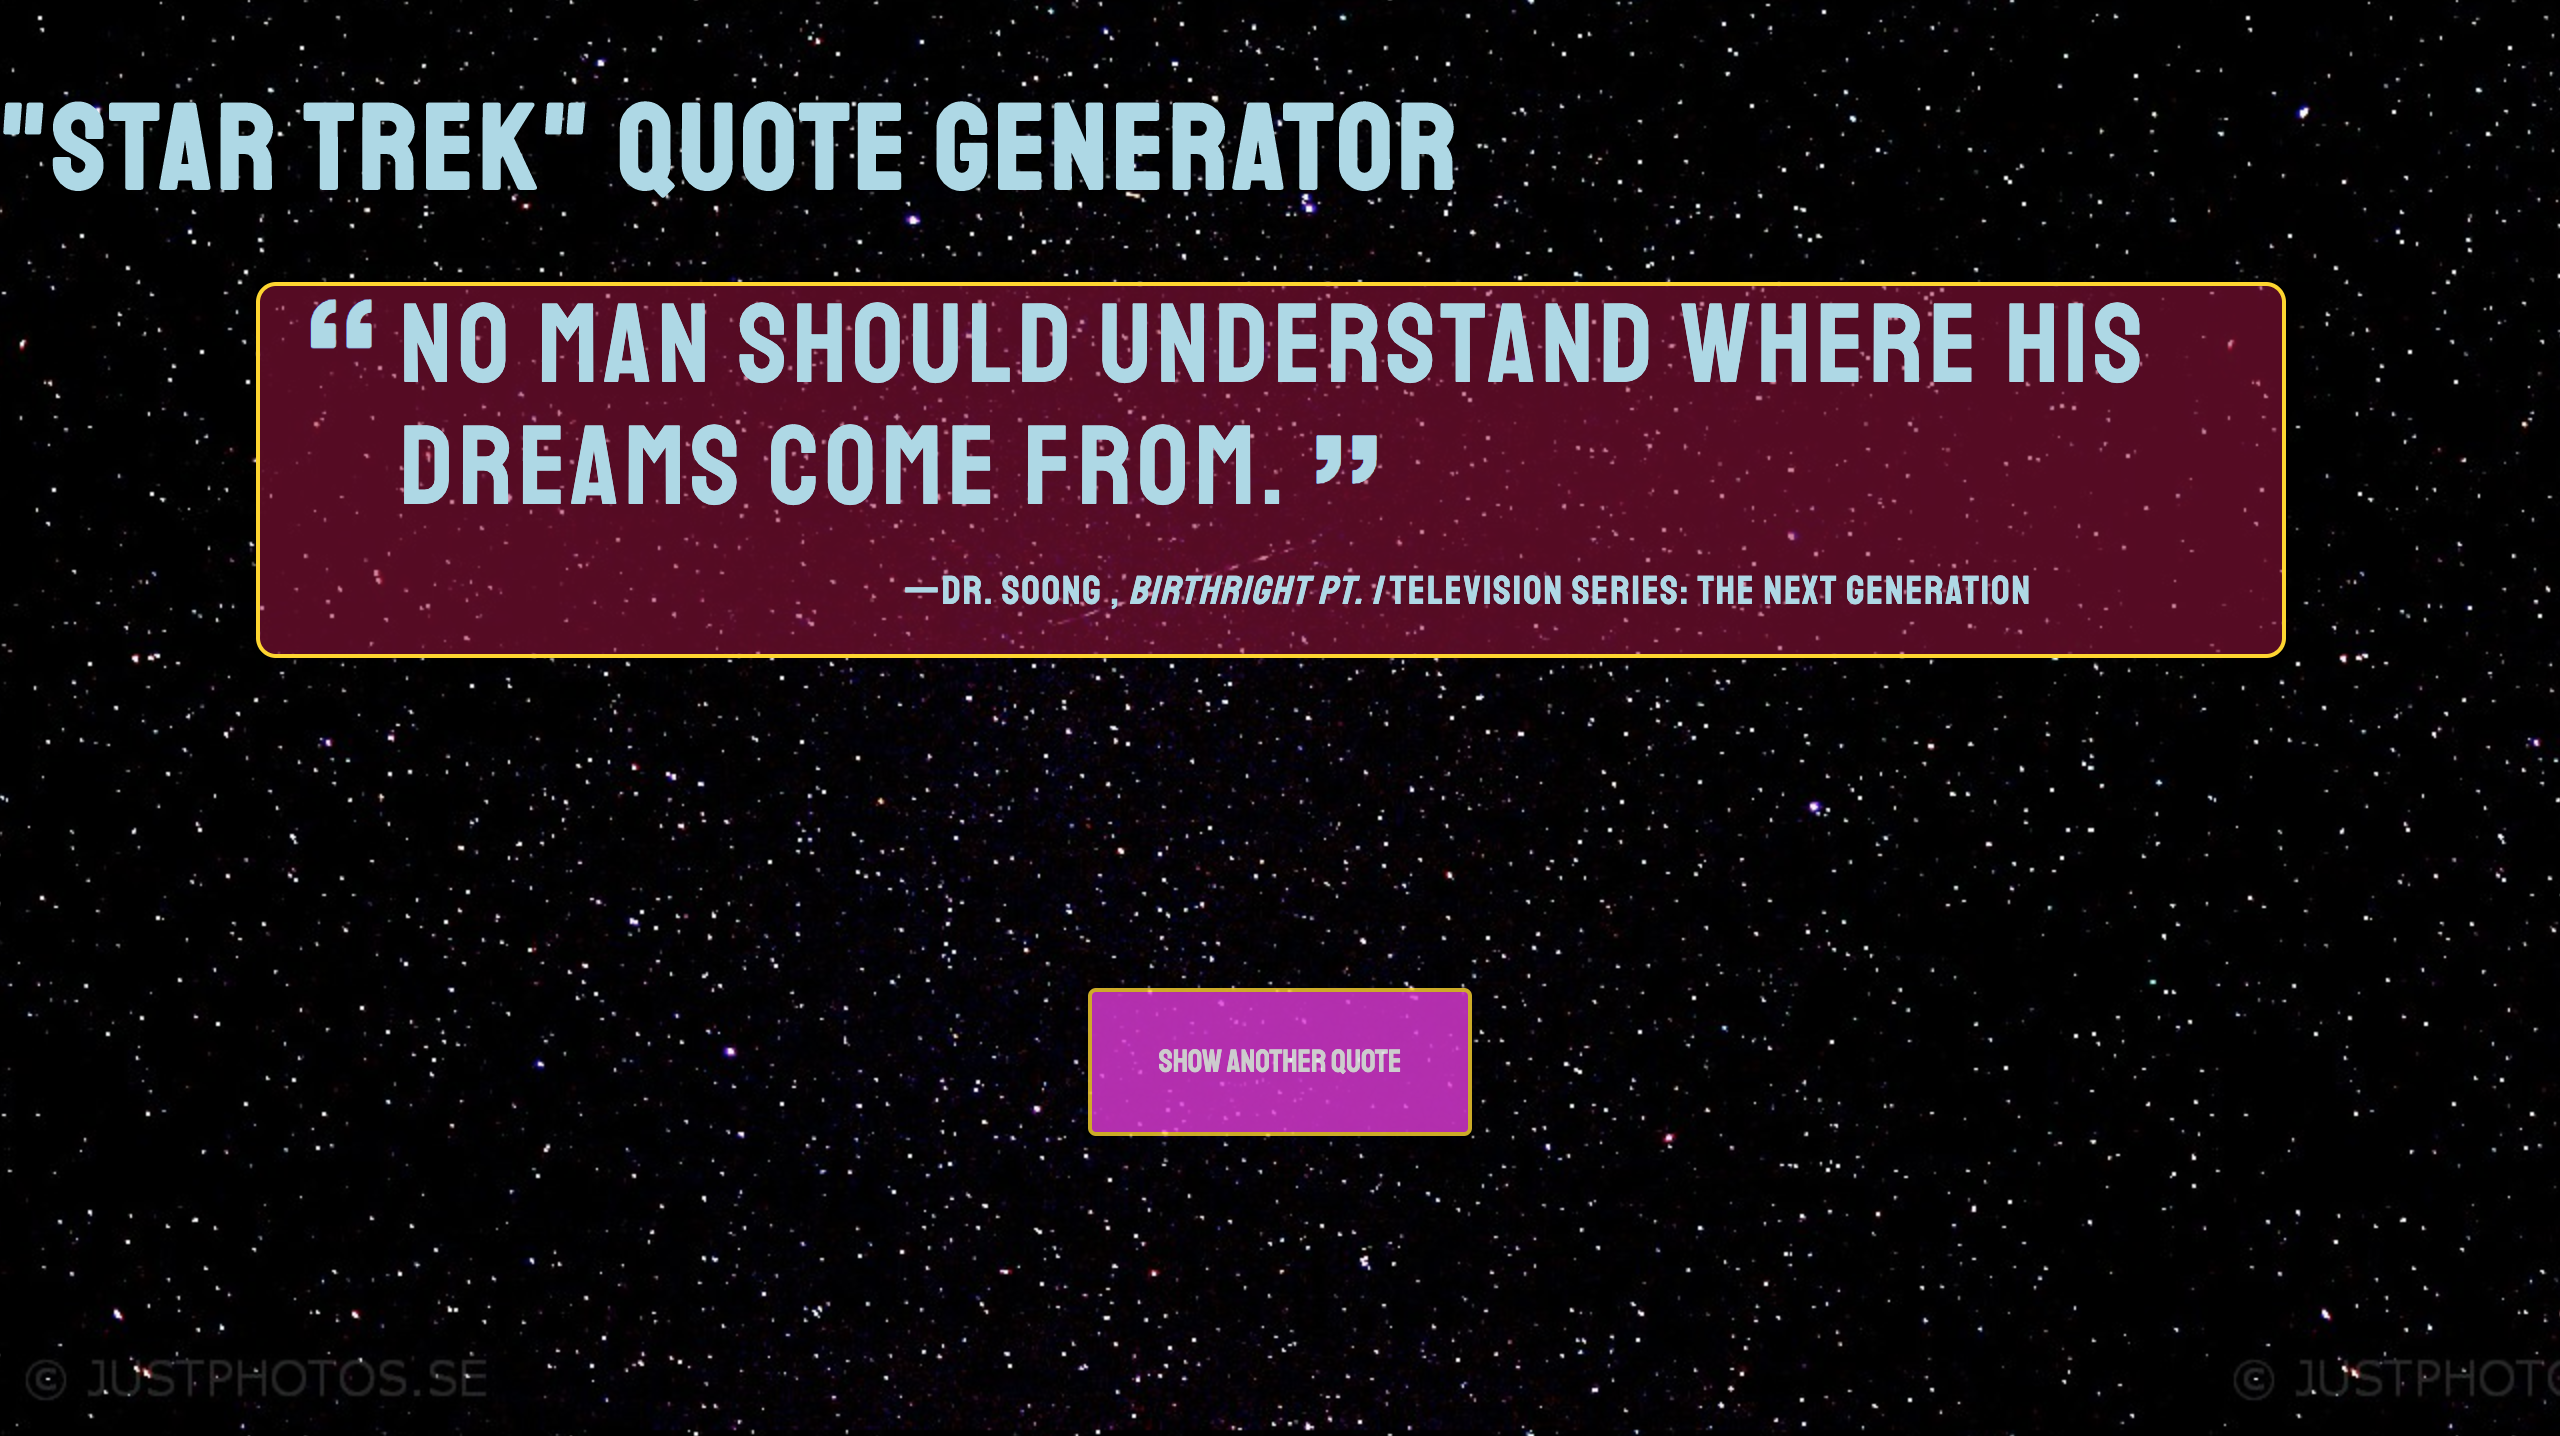 "STAR TREK" QUOTE GENERATOR
“ NO MAN SHOULD UNDERSTAND WHERE HIS
DREAMS COME FROM. ”
—DR. SOONG , BIRTHRIGHT PT. I TELEVISION SERIES: THE NEXT GENERATION
SHOW ANOTHER QUOTE
© JUSTPHOTOS.SE
© JUSTPHOTO